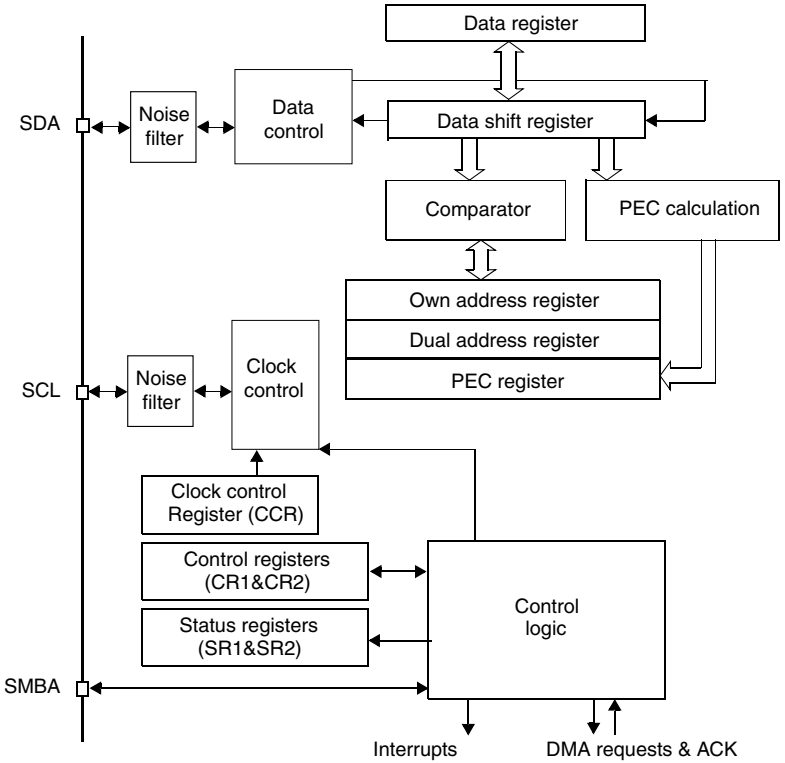 Data register
SDA
Noise
filter
Data
control
Data shift register
Comparator
PEC calculation
Own address register
Dual address register
PEC register
SCL
Noise
filter
Clock
control
Clock control
Register (CCR)
Control registers
(CR1&CR2)
Status registers
(SR1&SR2)
Control
logic
SMBA
Interrupts
DMA requests & ACK